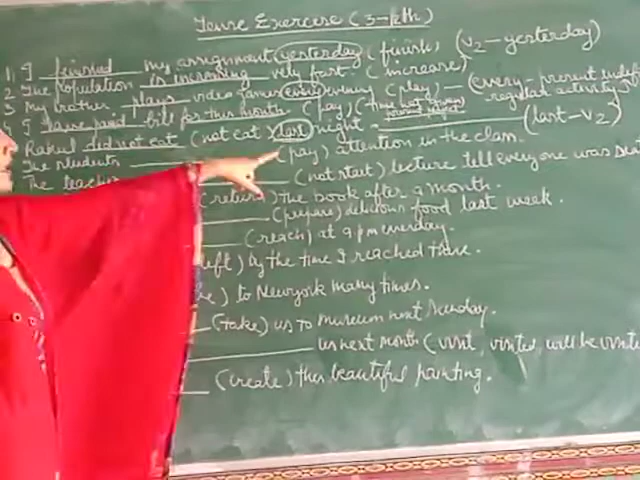 Tense Exercise (3-
1) I finished my assignment yesterday (finish) (V2-yesterday)
2 The Population is increasing very fast. (increase)
3 My brother plays video games every evening (play) - (every-present indef
regular activity)
I have paid bill for this month. (pay)
Rahul did not eat (not eat) last night - (last-V2)
The students (pay) attention in the class.
The teacher (not start) lecture till everyone was
(return) the book after a month.
(prepare) delicious food last week.
(reach) at 9 pm everyday.
left) by the time I reached there.
) to Newyork many times.
(take) us to Museum next Sunday.
us next month (visit, visited, will be visite
(create) this beautiful painting.